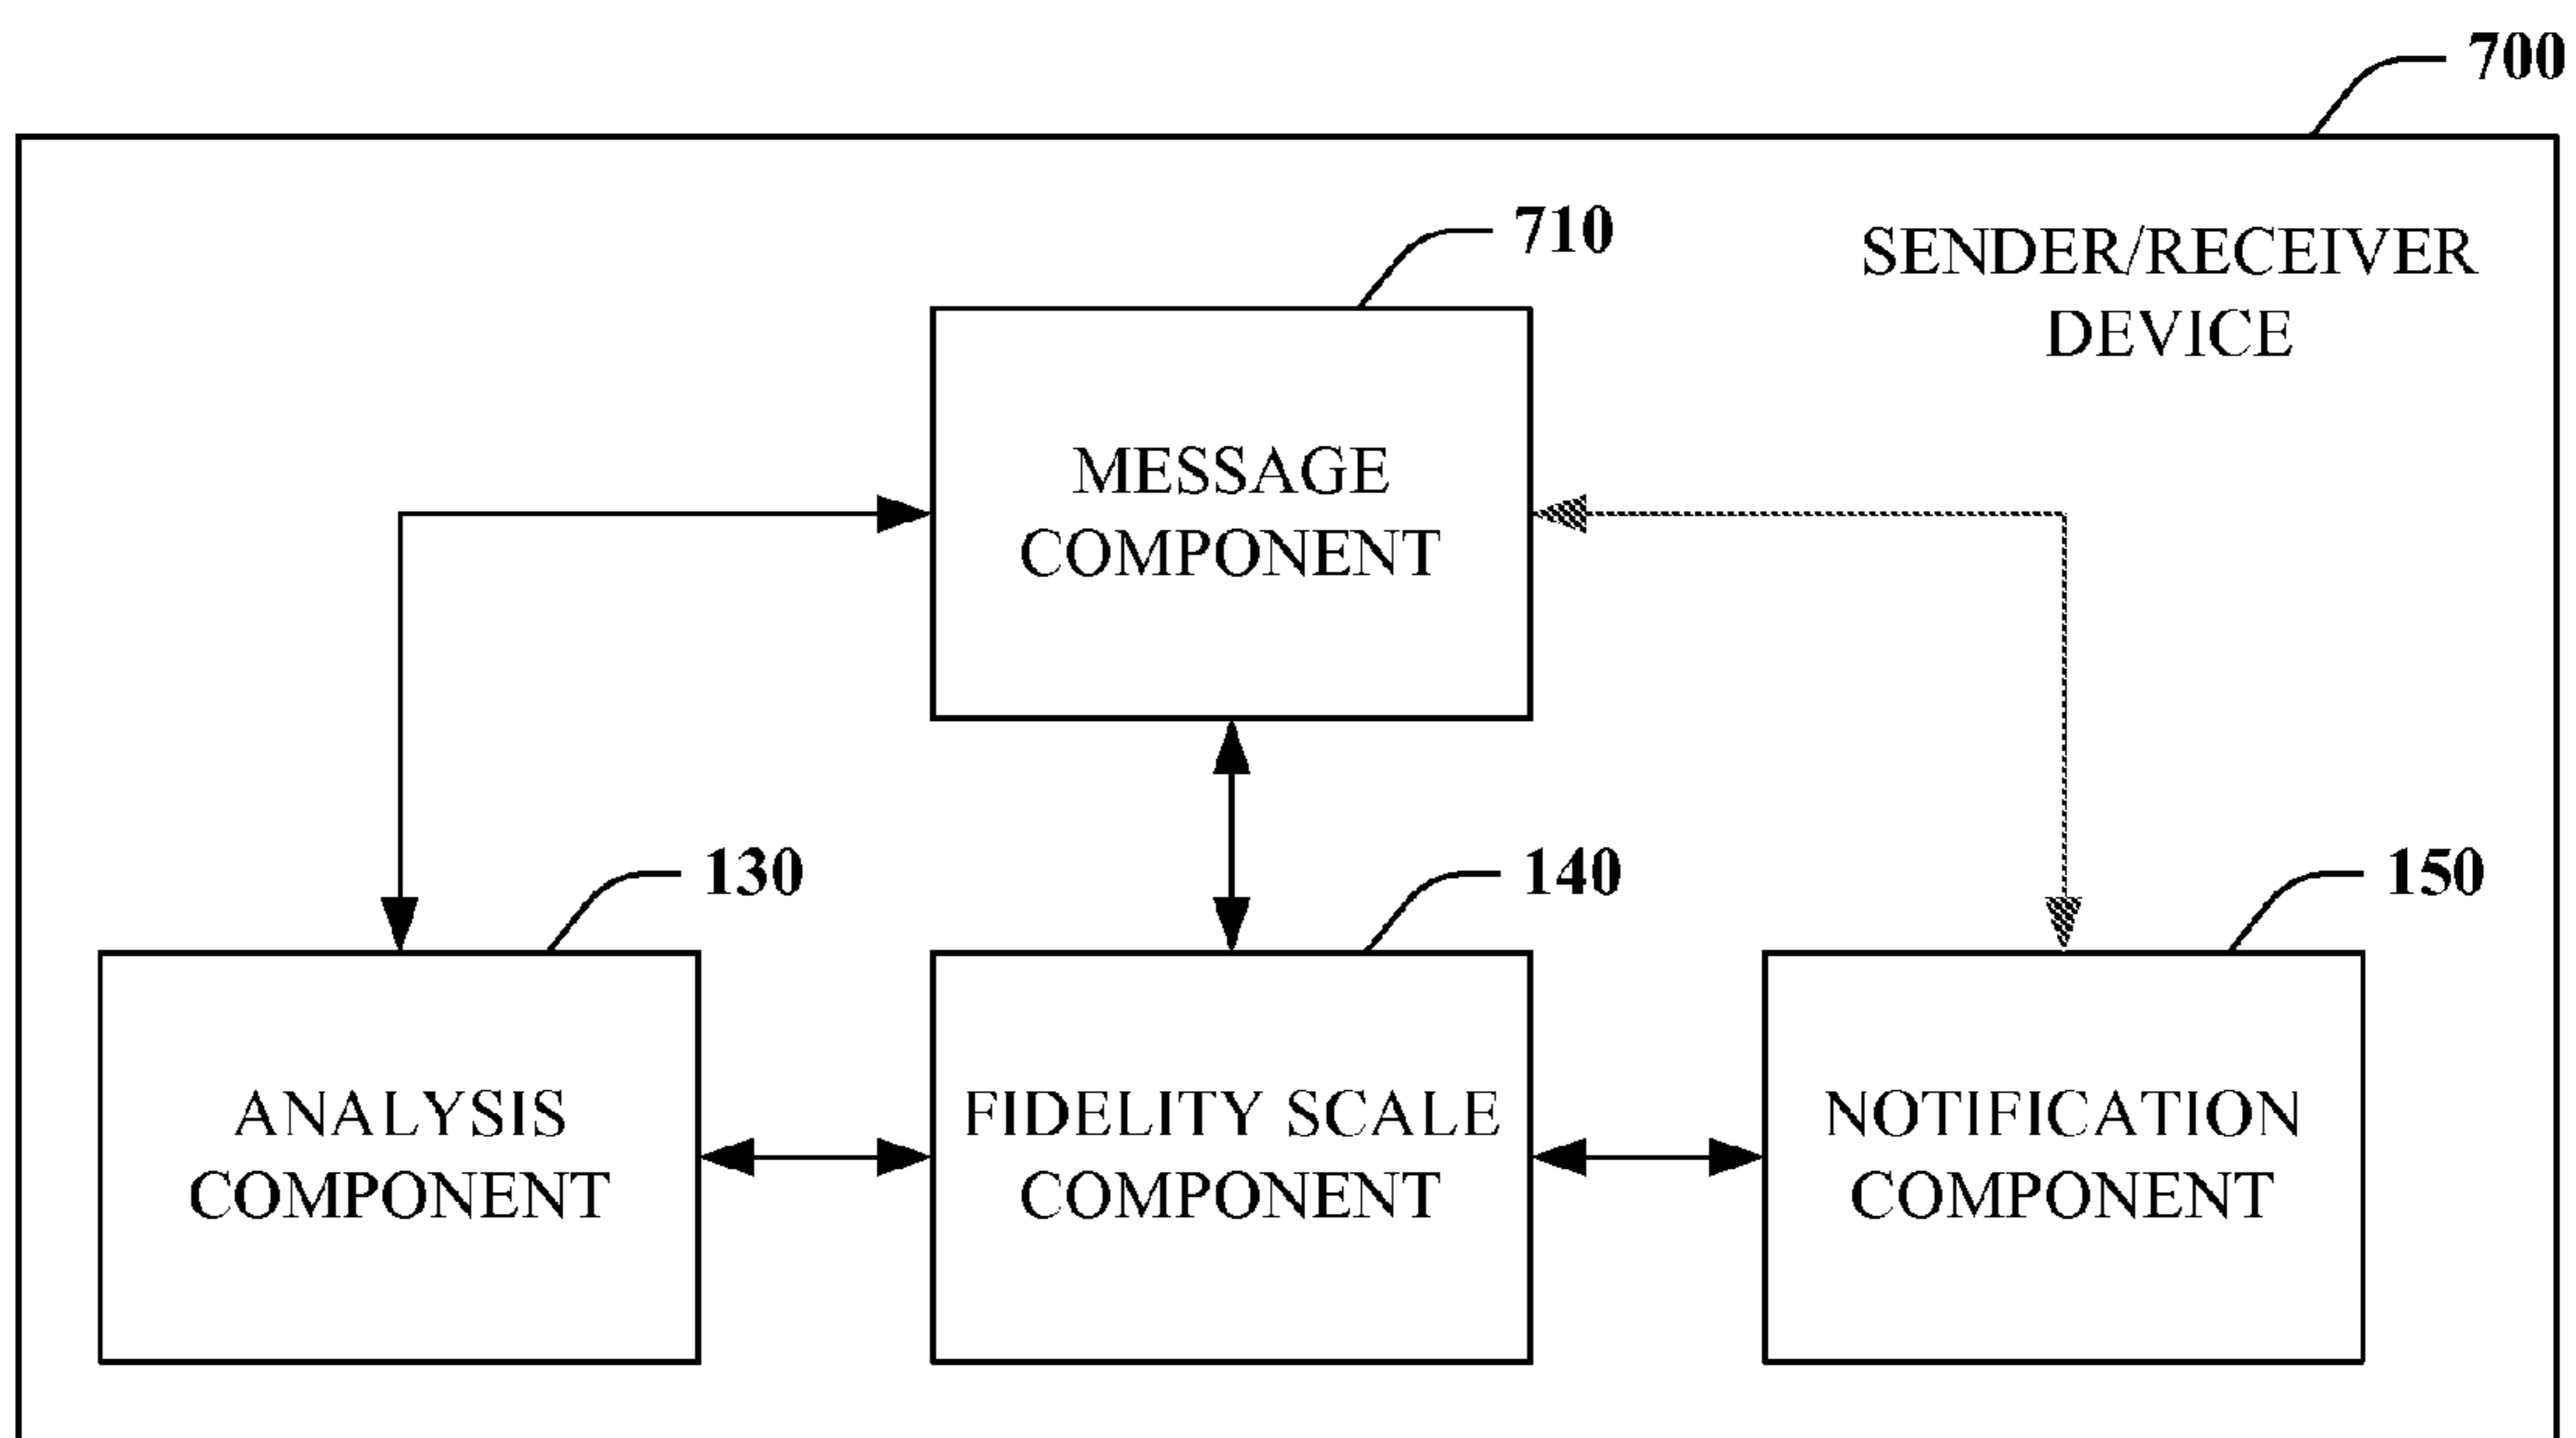 700
710
SENDER/RECEIVER
DEVICE
MESSAGE
COMPONENT
130
140
150
ANALYSIS
COMPONENT
FIDELITY SCALE
COMPONENT
NOTIFICATION
COMPONENT